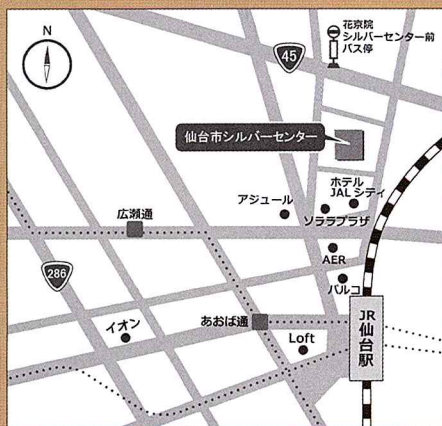 花京院
シルバーセンター前
バス停
N
45
仙台市シルバーセンター
ホテル
JALシティ
アジュール
ソララプラザ
広瀬通
AER
パルコ
286
JR
仙台駅
あおば通
イオン
Loft